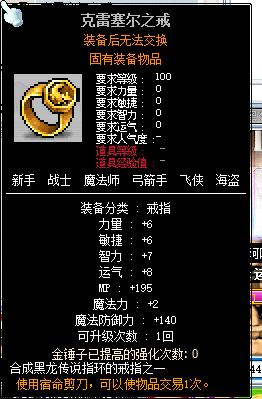 克雷塞尔之戒
装备后无法交换
固有装备物品
要求等级 : 100
要求力量 : 0
要求敏捷 : 0
要求智力 : 0
要求运气 : 0
要求人气度 : -
道具等级 : -
道具经验值 : -
新手 战士 魔法师 弓箭手 飞侠 海盗
装备分类 : 戒指
力量 : +6
敏捷 : +6
智力 : +7
运气 : +8
MP : +195
魔法力 : +2
魔法防御力 : +140
可升级次数 : 1回
金锤子已提高的强化次数: 0
合成黑龙传说指环的戒指之一
使用宿命剪刀，可以使物品交易1次。
44